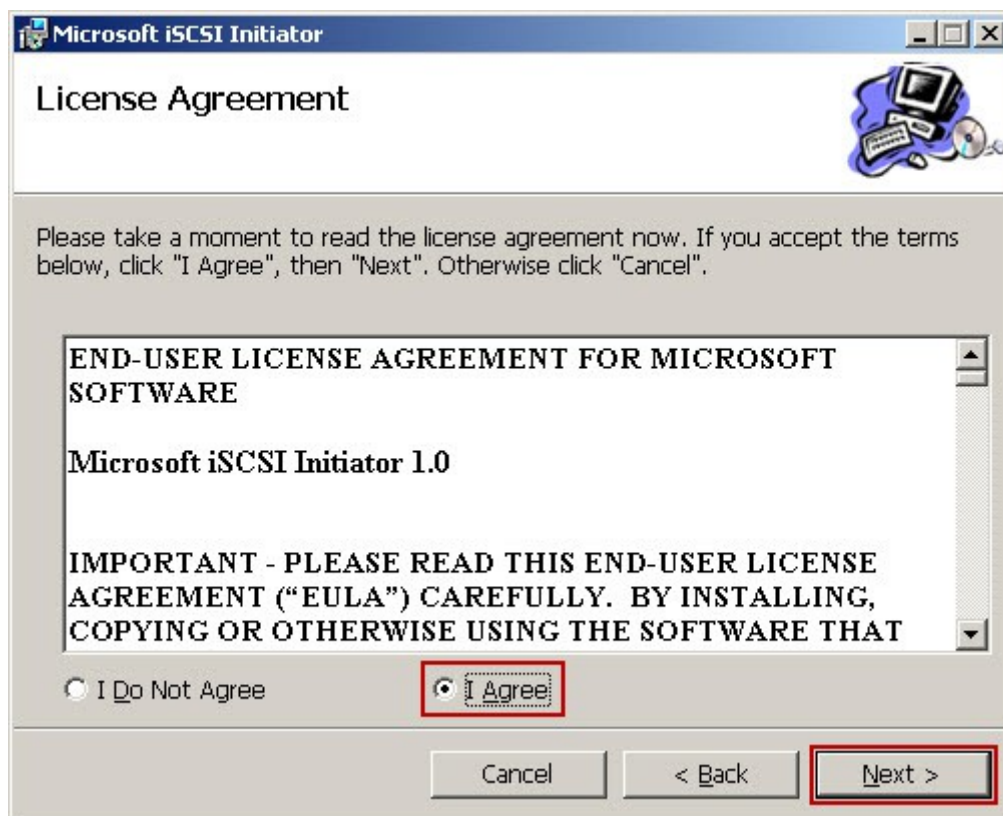 Microsoft iSCSI Initiator
License Agreement
Please take a moment to read the license agreement now. If you accept the terms
below, click "I Agree", then "Next". Otherwise click "Cancel".
END-USER LICENSE AGREEMENT FOR MICROSOFT
SOFTWARE
Microsoft iSCSI Initiator 1.0
IMPORTANT - PLEASE READ THIS END-USER LICENSE
AGREEMENT (“EULA”) CAREFULLY.  BY INSTALLING,
COPYING OR OTHERWISE USING THE SOFTWARE THAT
I Do Not Agree
I Agree
Cancel
< Back
Next >